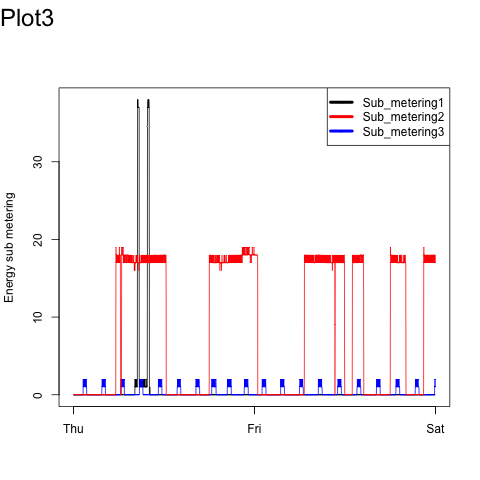 Plot3
Sub_metering1
Sub_metering2
Sub_metering3
Energy sub metering
30
20
10
0
Thu Fri Sat